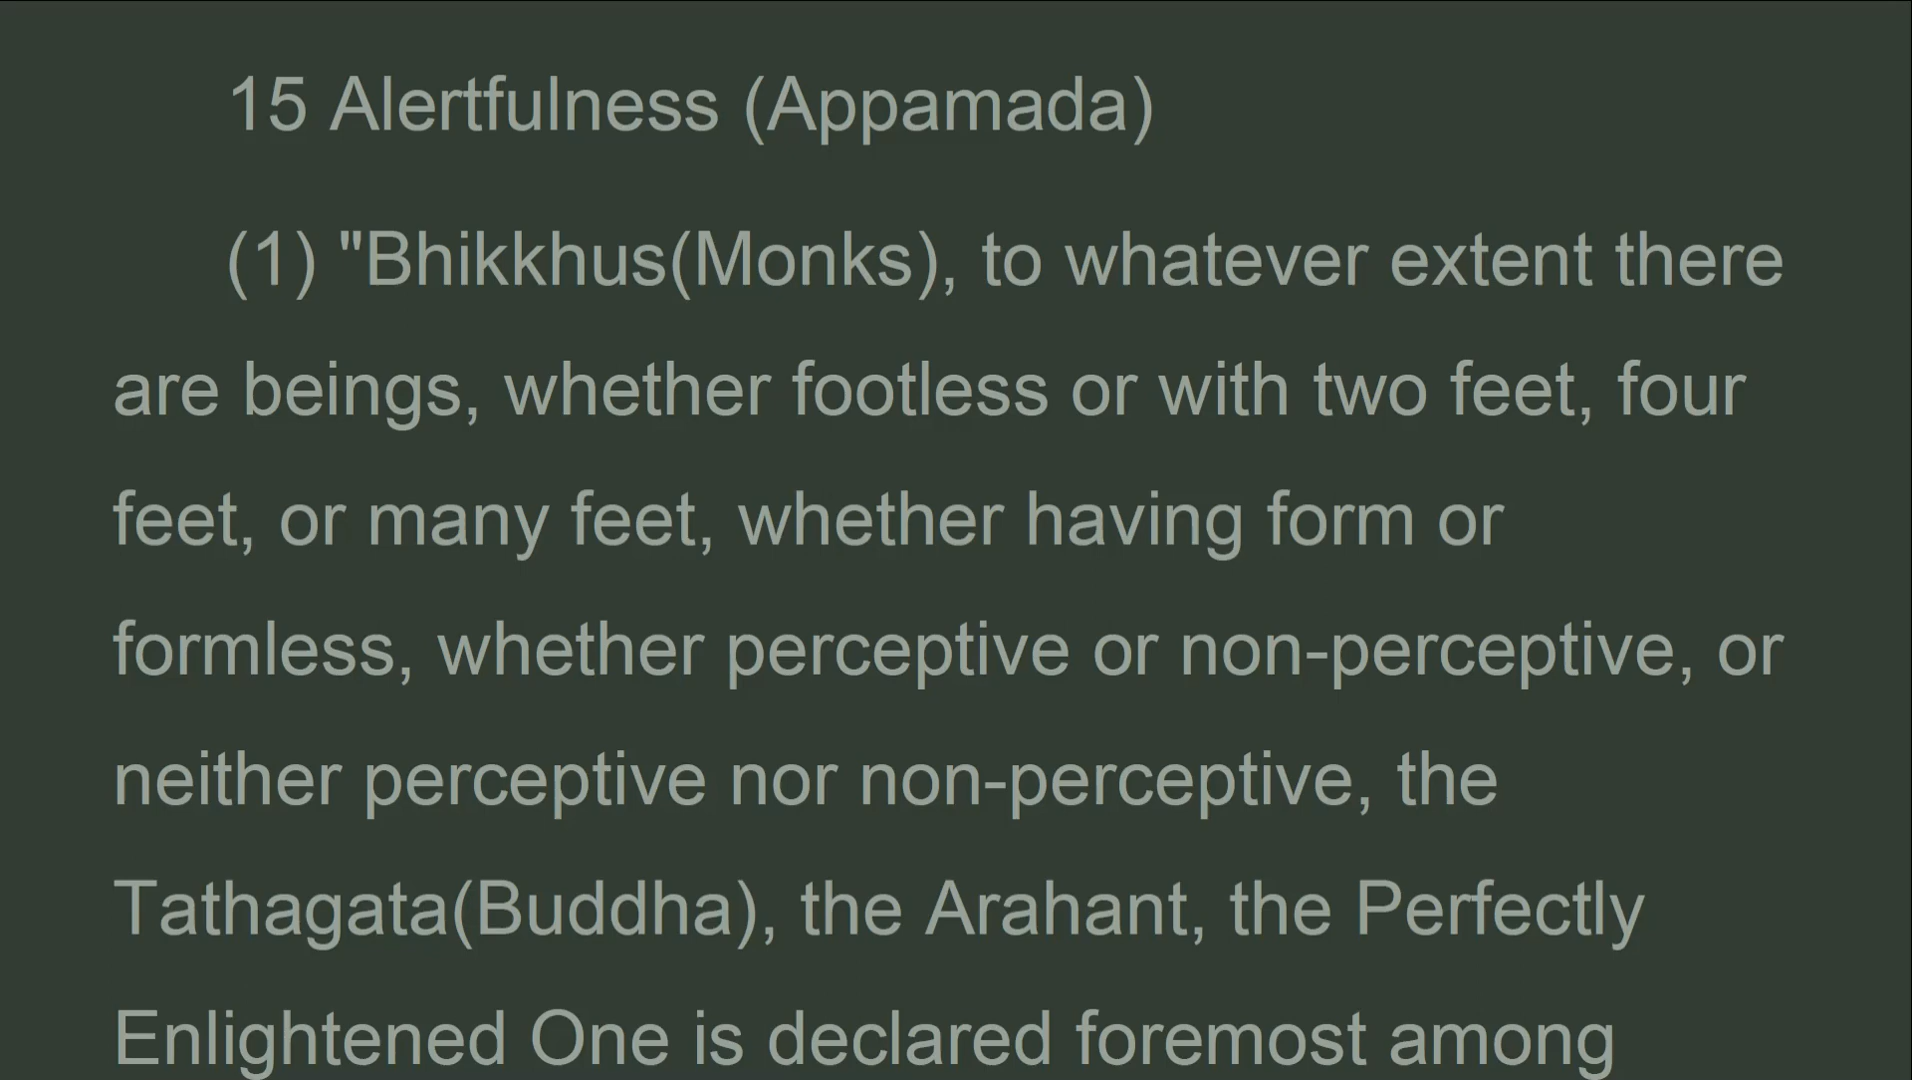 15 Alertfulness (Appamada)
(1) "Bhikkhus(Monks), to whatever extent there
are beings, whether footless or with two feet, four
feet, or many feet, whether having form or
formless, whether perceptive or non-perceptive, or
neither perceptive nor non-perceptive, the
Tathagata(Buddha), the Arahant, the Perfectly
Enlightened One is declared foremost among